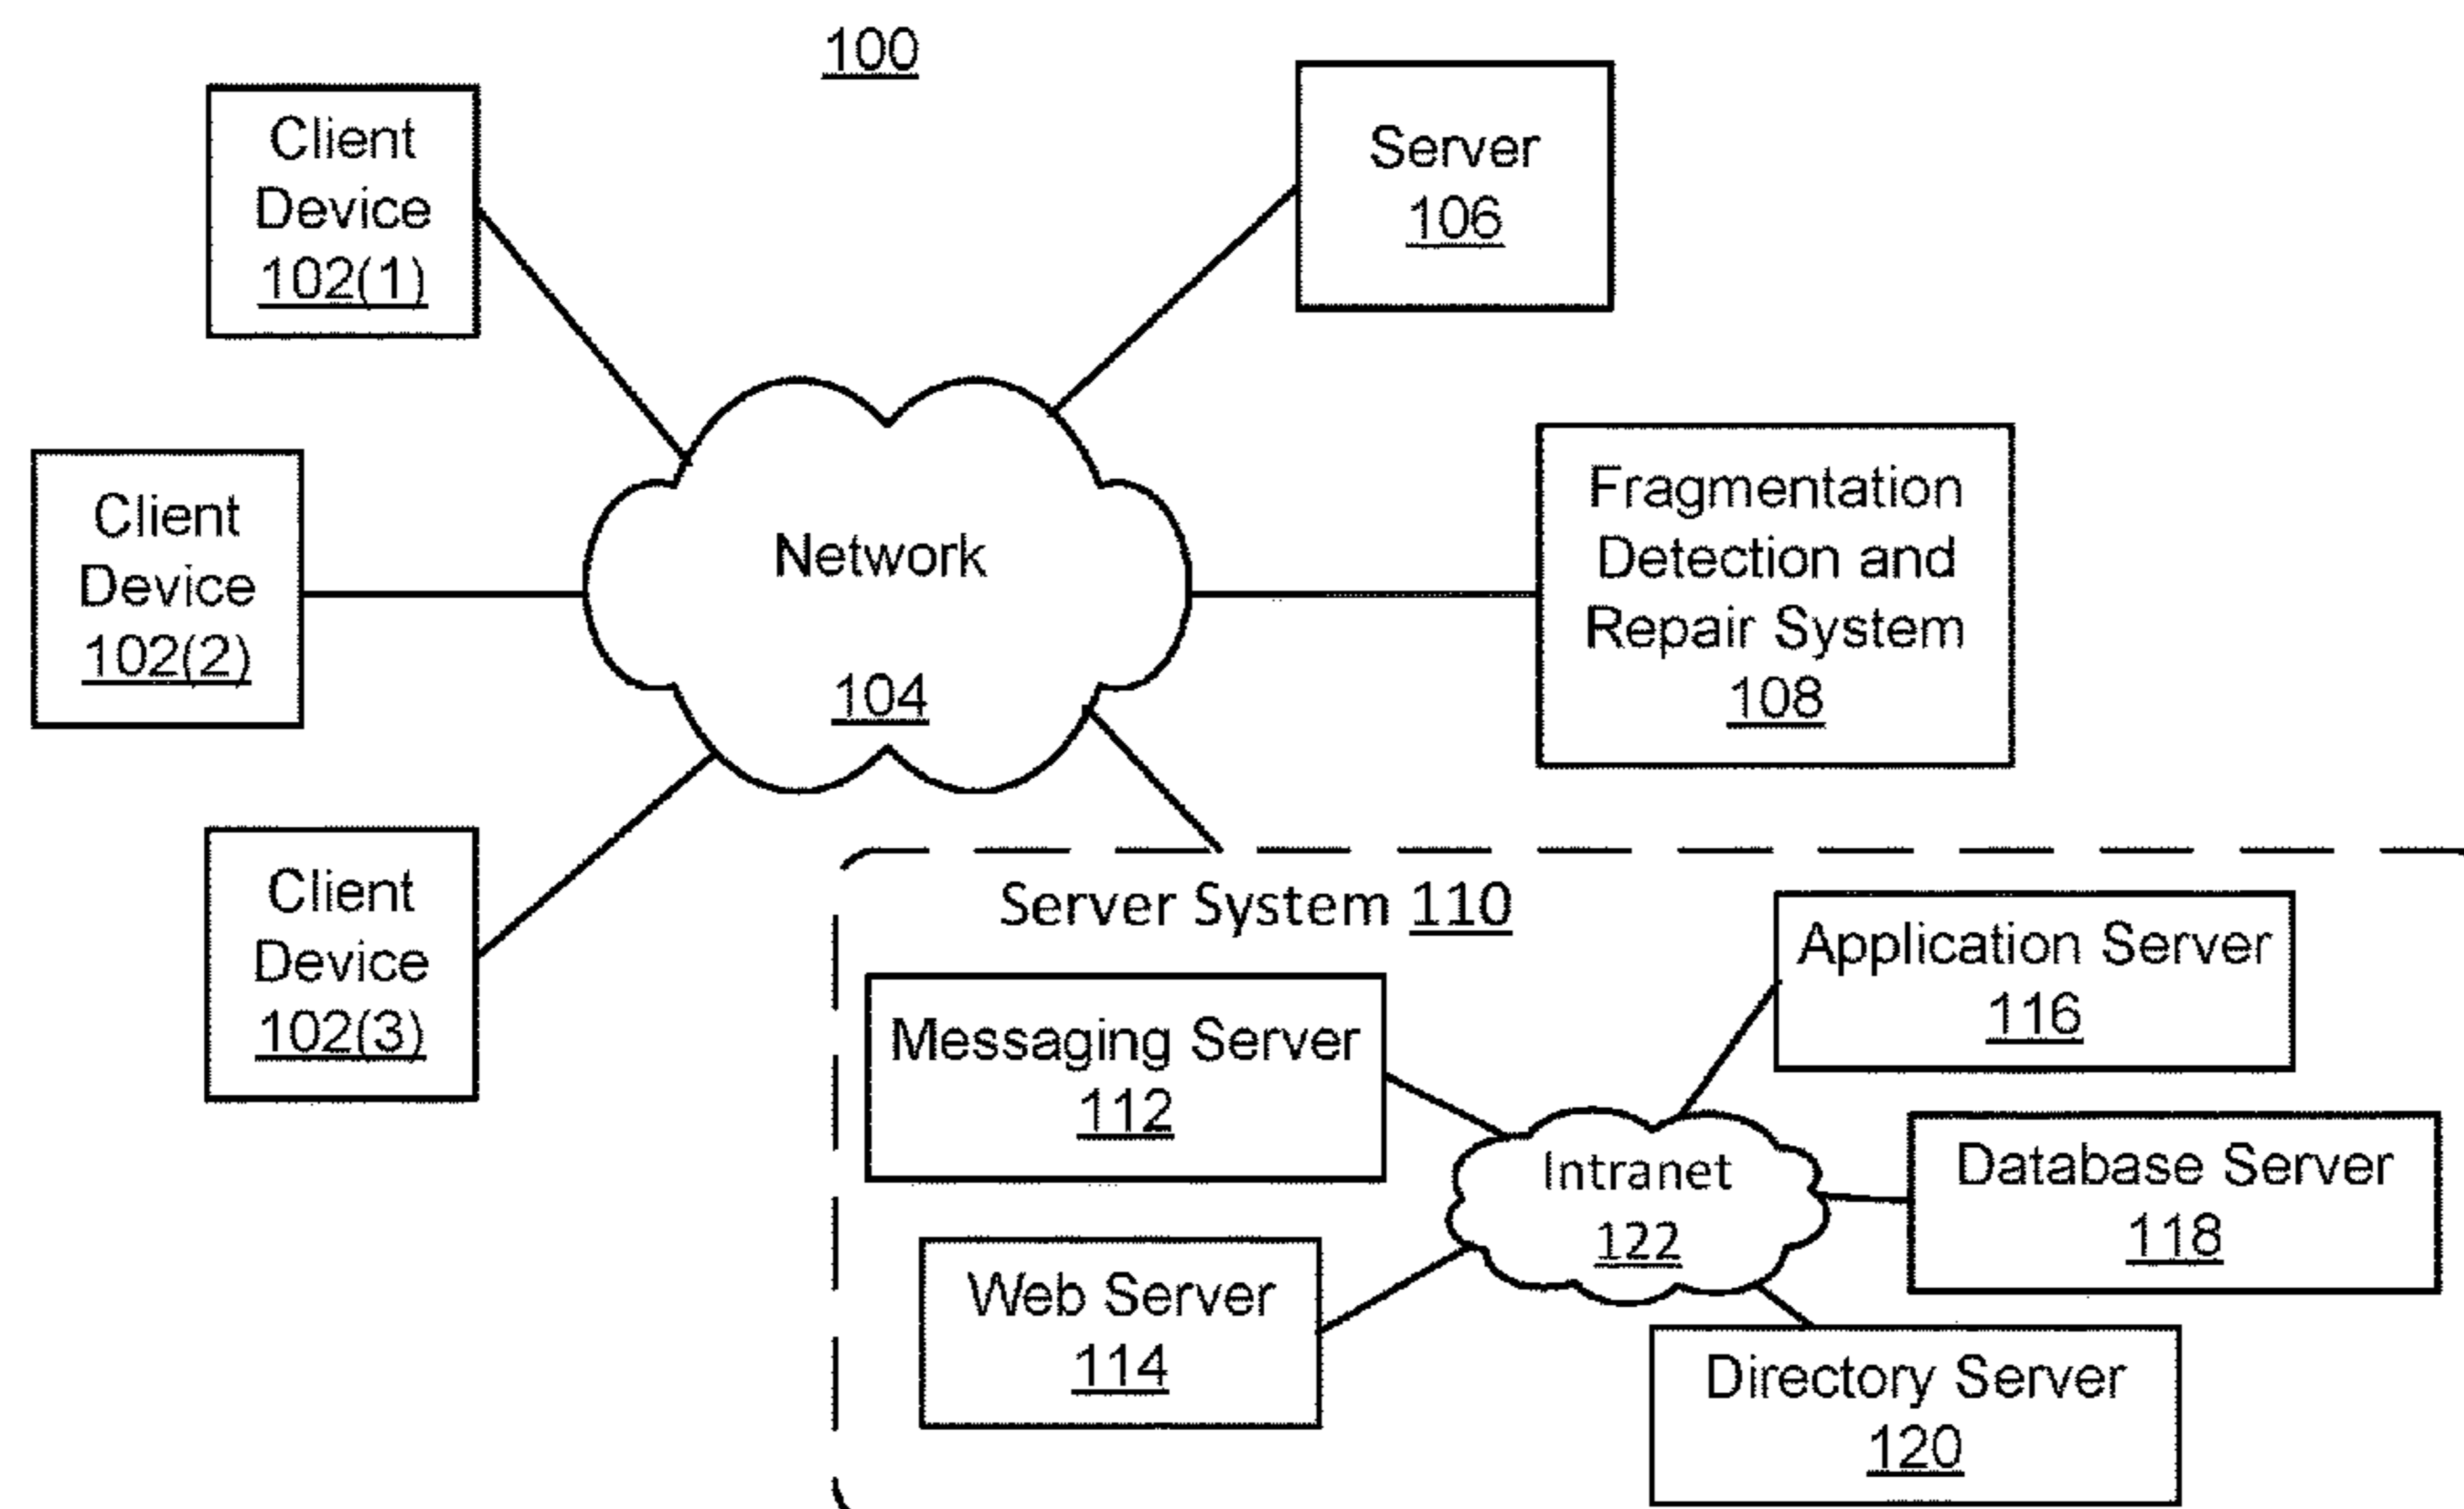 100
Client
Device
102(1)
Server
106
Client
Device
102(2)
Network
104
Fragmentation
Detection and
Repair System
108
Client
Device
102(3)
Server System 110
Messaging Server
112
Application Server
116
Intranet
122
Database Server
118
Web Server
114
Directory Server
120